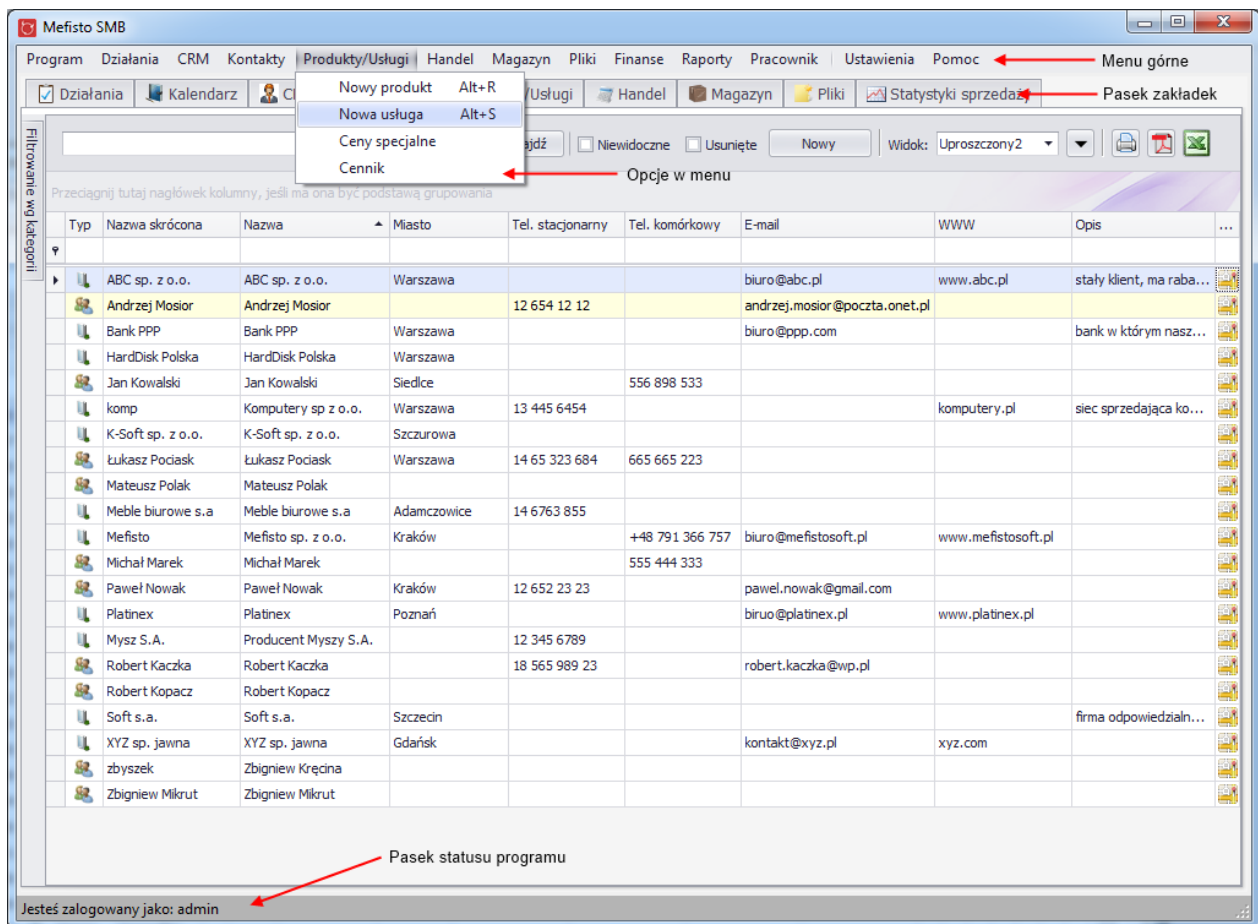 Mefisto SMB
Program Działania CRM Kontakty Produkty/Usługi Handel Magazyn Pliki Finanse Raporty Pracownik Ustawienia Pomoc Menu górne
Działania Kalendarz /Usługi Handel Magazyn Pliki Statystyki sprzedaży Pasek zakładek
Nowy produkt Alt+R
Nowa usługa Alt+S
Ceny specjalne
Cennik
Niewidoczne Usunięte Nowy Widok: Uproszczony2
Opcje w menu
Filtrowanie wg kategorii
Przeciągnij tutaj nagłówek kolumny, jeśli ma ona być podstawą grupowania
Typ Nazwa skrócona Nazwa Miasto Tel. stacjonarny Tel. komórkowy E-mail WWW Opis ...
ABC sp. z o.o. ABC sp. z o.o. Warszawa biuro@abc.pl www.abc.pl stały klient, ma raba...
Andrzej Mosior Andrzej Mosior 12 654 12 12 andrzej.mosior@poczta.onet.pl
Bank PPP Bank PPP Warszawa biuro@ppp.com bank w którym nasz...
HardDisk Polska HardDisk Polska Warszawa
Jan Kowalski Jan Kowalski Siedlce 556 898 533
komp Komputery sp z o.o. Warszawa 13 445 6454 komputery.pl siec sprzedająca ko...
K-Soft sp. z o.o. K-Soft sp. z o.o. Szczurowa
Łukasz Pociask Łukasz Pociask Warszawa 14 65 323 684 665 665 223
Mateusz Polak Mateusz Polak
Meble biurowe s.a Meble biurowe s.a Adamczowice 14 6763 855
Mefisto Mefisto sp. z o.o. Kraków +48 791 366 757 biuro@mefistosoft.pl www.mefistosoft.pl
Michał Marek Michał Marek 555 444 333
Paweł Nowak Paweł Nowak Kraków 12 652 23 23 pawel.nowak@gmail.com
Platinex Platinex Poznań biruo@platinex.pl www.platinex.pl
Mysz S.A. Producent Myszy S.A. 12 345 6789
Robert Kaczka Robert Kaczka 18 565 989 23 robert.kaczka@wp.pl
Robert Kopacz Robert Kopacz
Soft s.a. Soft s.a. Szczecin firma odpowiedzialn...
XYZ sp. jawna XYZ sp. jawna Gdańsk kontakt@xyz.pl xyz.com
zbyszek Zbigniew Kręcina
Zbigniew Mikrut Zbigniew Mikrut
Pasek statusu programu
Jesteś zalogowany jako: admin